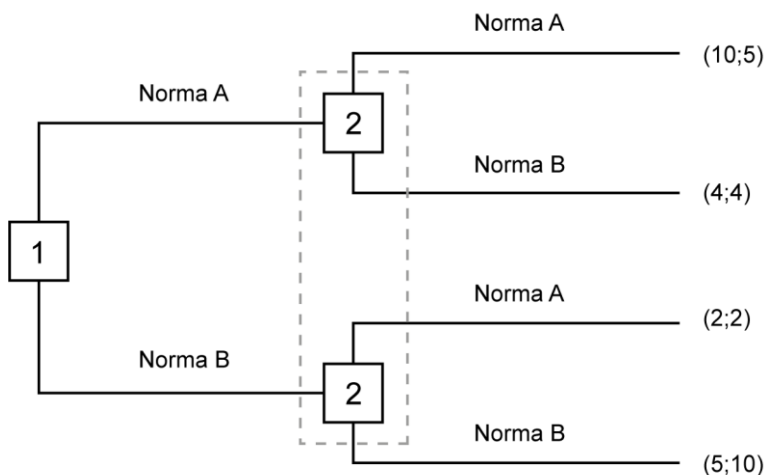 Norma A
(10;5)
Norma A
2
Norma B
(4;4)
1
Norma A
(2;2)
Norma B
2
Norma B
(5;10)